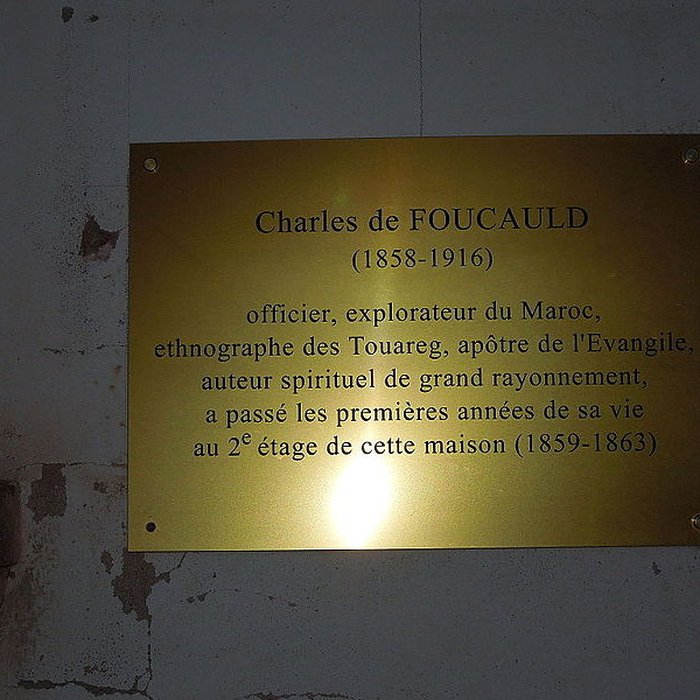 Charles de FOUCAULD
(1858-1916)
officier, explorateur du Maroc,
ethnographe des Touareg, apôtre de l'Evangile,
auteur spirituel de grand rayonnement,
a passé les premières années de sa vie
au 2e étage de cette maison (1859-1863)